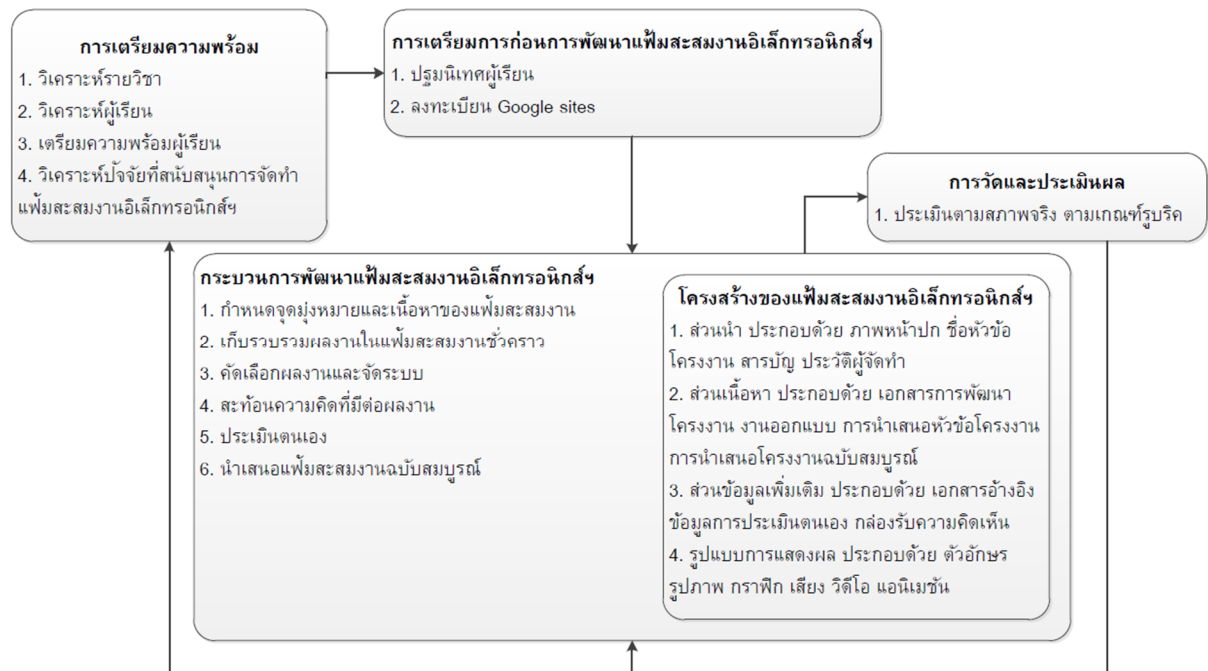 การเตรียมความพร้อม
1. วิเคราะห์รายวิชา
2. วิเคราะห์ผู้เรียน
3. เตรียมความพร้อมผู้เรียน
4. วิเคราะห์ปัจจัยที่สนับสนุนการจัดทำ
แฟ้มสะสมงานอิเล็กทรอนิกส์ฯ
การเตรียมการก่อนการพัฒนาแฟ้มสะสมงานอิเล็กทรอนิกส์ฯ
1. ปฐมนิเทศผู้เรียน
2. ลงทะเบียน Google sites
การวัดและประเมินผล
1. ประเมินตามสภาพจริง ตามเกณฑ์รูบริค
กระบวนการพัฒนาแฟ้มสะสมงานอิเล็กทรอนิกส์ฯ
1. กำหนดจุดมุ่งหมายและเนื้อหาของแฟ้มสะสมงาน
2. เก็บรวบรวมผลงานในแฟ้มสะสมงานชั่วคราว
3. คัดเลือกผลงานและจัดระบบ
4. สะท้อนความคิดที่มีต่อผลงาน
5. ประเมินตนเอง
6. นำเสนอแฟ้มสะสมงานฉบับสมบูรณ์
โครงสร้างของแฟ้มสะสมงานอิเล็กทรอนิกส์ฯ
1. ส่วนนำ ประกอบด้วย ภาพหน้าปก ชื่อหัวข้อ
โครงงาน สารบัญ ประวัติผู้จัดทำ
2. ส่วนเนื้อหา ประกอบด้วย เอกสารการพัฒนา
โครงงาน งานออกแบบ การนำเสนอหัวข้อโครงงาน
การนำเสนอโครงงานฉบับสมบูรณ์
3. ส่วนข้อมูลเพิ่มเติม ประกอบด้วย เอกสารอ้างอิง
ข้อมูลการประเมินตนเอง กล่องรับความคิดเห็น
4. รูปแบบการแสดงผล ประกอบด้วย ตัวอักษร
รูปภาพ กราฟิก เสียง วิดีโอ แอนิเมชัน